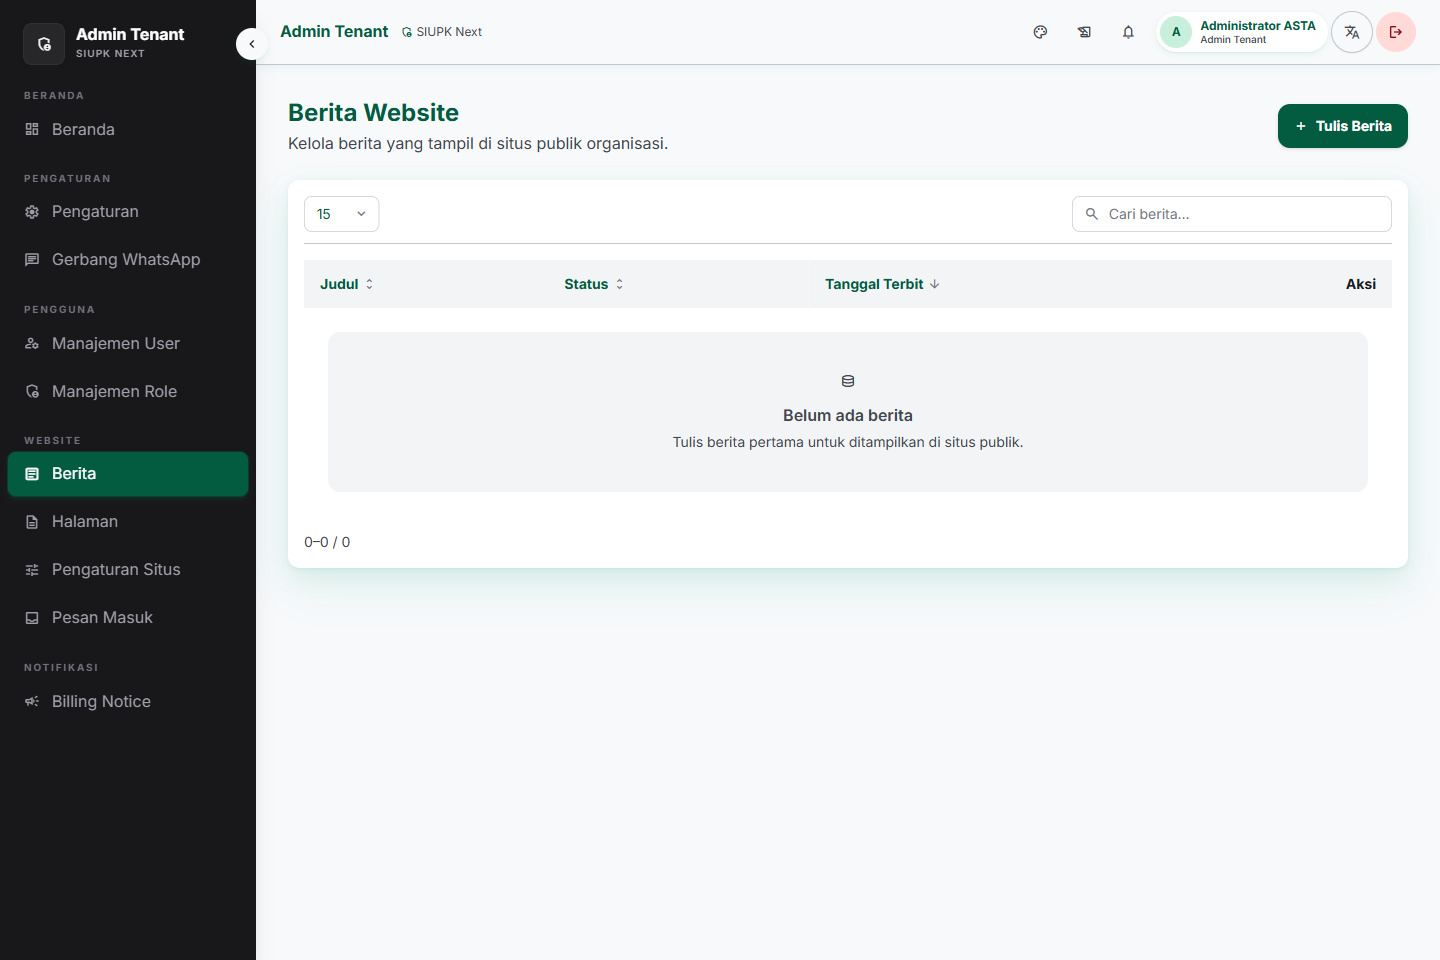 Admin Tenant
SIUPK NEXT
BERANDA
Beranda
PENGATURAN
Pengaturan
Gerbang WhatsApp
PENGGUNA
Manajemen User
Manajemen Role
WEBSITE
Berita
Halaman
Pengaturan Situs
Pesan Masuk
NOTIFIKASI
Billing Notice
Admin Tenant SIUPK Next
A
Administrator ASTA
Admin Tenant
Berita Website
Kelola berita yang tampil di situs publik organisasi.
+ Tulis Berita
15
Cari berita...
Judul Status Tanggal Terbit Aksi
Belum ada berita
Tulis berita pertama untuk ditampilkan di situs publik.
0–0 / 0